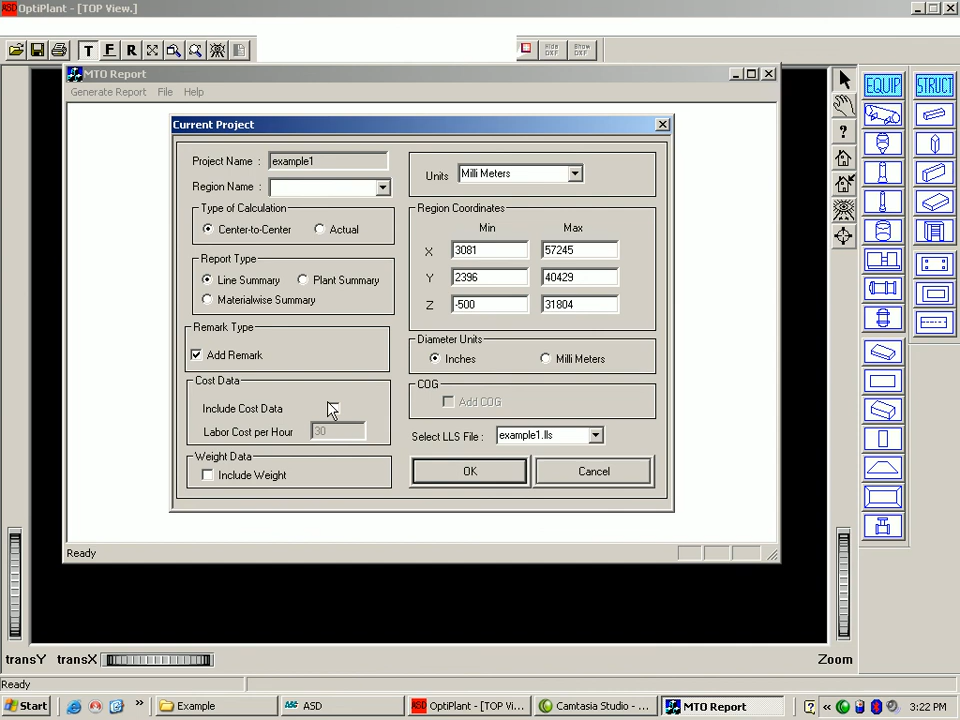 ASD OptiPlant - [TOP View.]
T F R Hide DXF Show DXF
MTO Report
EQUIP STRUCT
Generate Report File Help
Current Project
Project Name : example1
Units Milli Meters
Region Name :
Type of Calculation
Region Coordinates
Center-to-Center Actual
Min Max
X 3081 57245
Report Type
Y 2396 40429
Line Summary Plant Summary
Materialwise Summary
Z -500 31804
Remark Type
Diameter Units
Add Remark
Inches Milli Meters
Cost Data
COG
Include Cost Data
Add COG
Labor Cost per Hour 30
Select LLS File : example1.lls
Weight Data
Include Weight
OK Cancel
Ready
transY transX Zoom
Ready
Start Example ASD OptiPlant - [TOP Vi... Camtasia Studio - ... MTO Report 3:22 PM